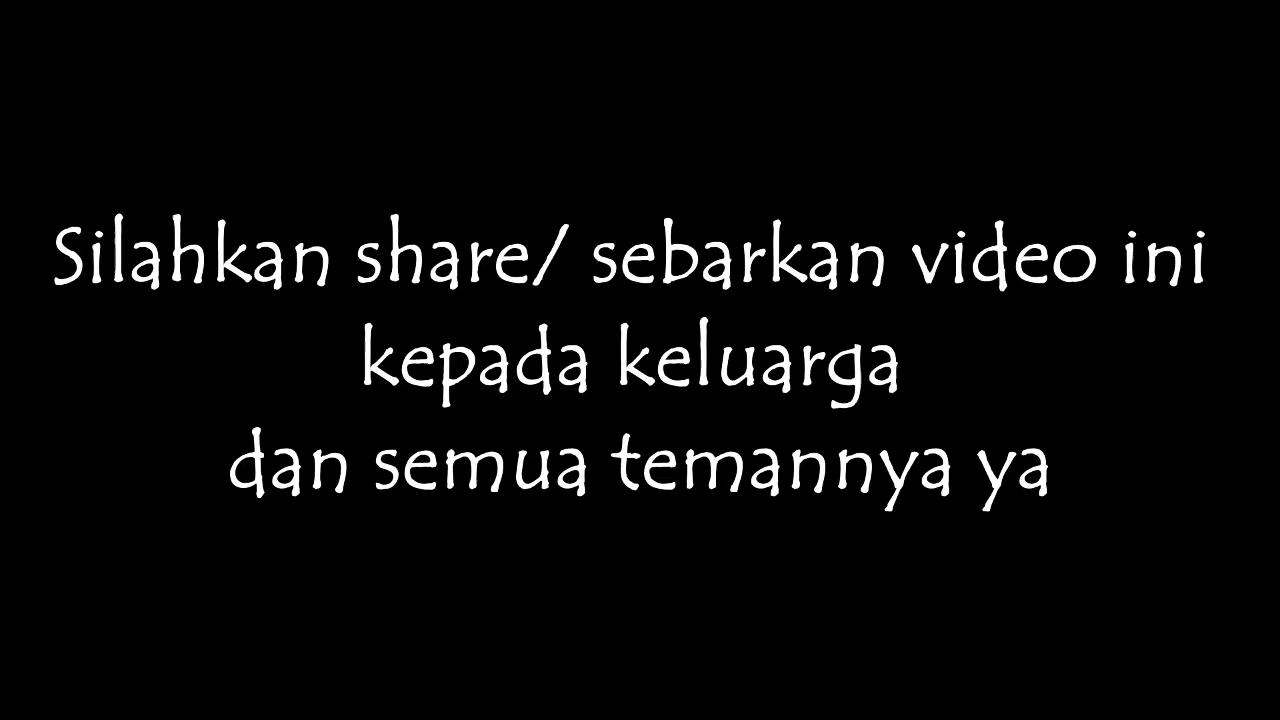 Silahkan share/ sebarkan video ini
kepada keluarga
dan semua temannya ya